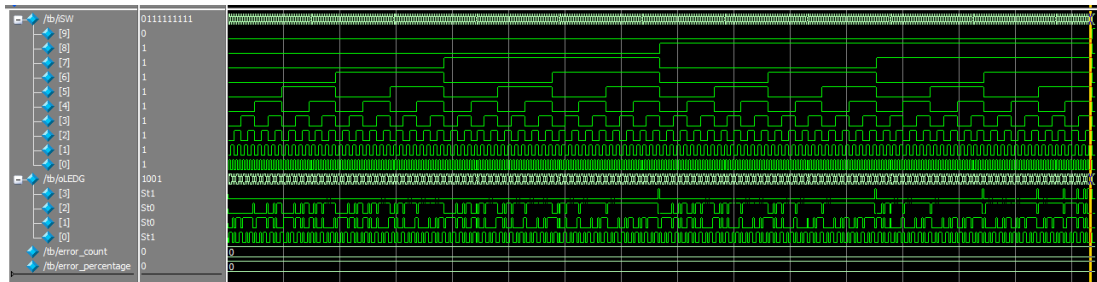 /tb/iSW 0111111111
[9] 0
[8] 1
[7] 1
[6] 1
[5] 1
[4] 1
[3] 1
[2] 1
[1] 1
[0] 1
/tb/oLEDG 1001
[3] St1
[2] St0
[1] St0
[0] St1
/tb/error_count 0 0
/tb/error_percentage 0 0